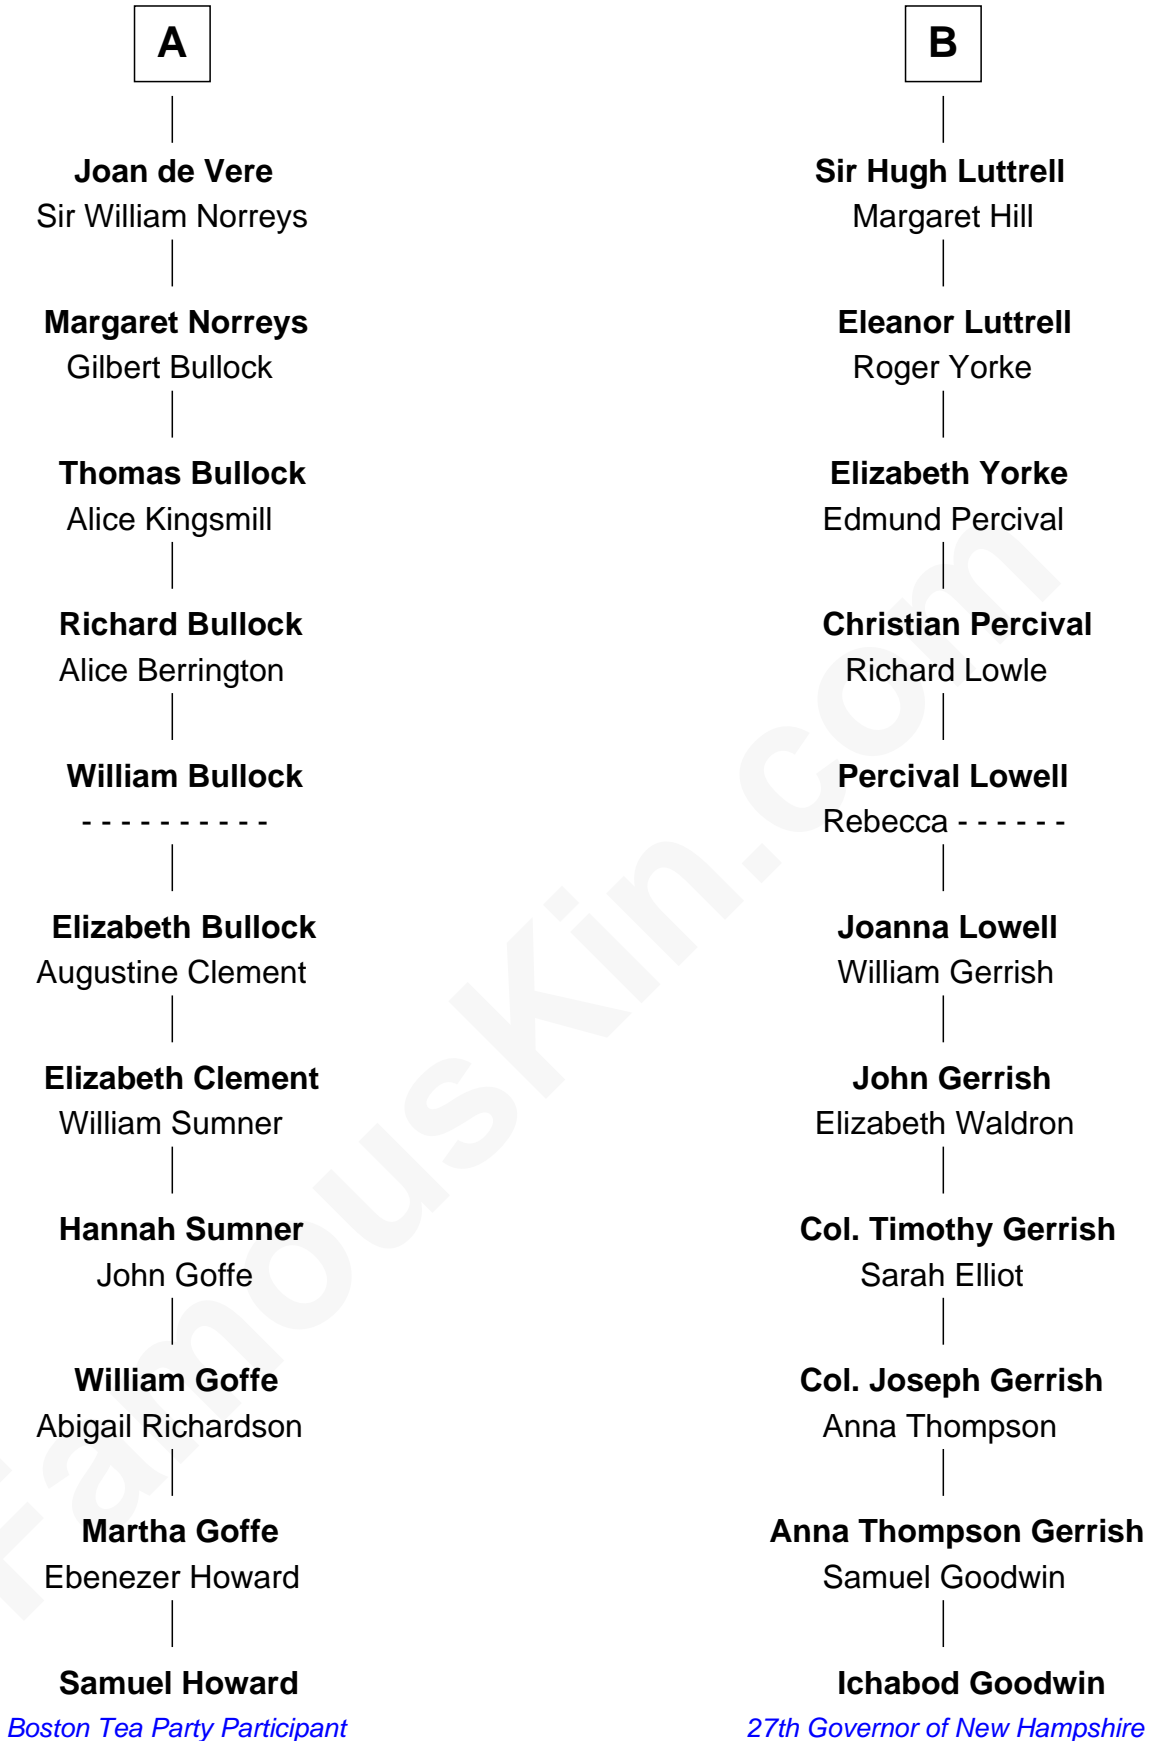 A
Joan de Vere
Sir William Norreys
Margaret Norreys
Gilbert Bullock
Thomas Bullock
Alice Kingsmill
Richard Bullock
Alice Berrington
William Bullock
- - - - - - - - - -
Elizabeth Bullock
Augustine Clement
Elizabeth Clement
William Sumner
Hannah Sumner
John Goffe
William Goffe
Abigail Richardson
Martha Goffe
Ebenezer Howard
Samuel Howard
Boston Tea Party Participant
B
Sir Hugh Luttrell
Margaret Hill
Eleanor Luttrell
Roger Yorke
Elizabeth Yorke
Edmund Percival
Christian Percival
Richard Lowle
Percival Lowell
Rebecca - - - - - -
Joanna Lowell
William Gerrish
John Gerrish
Elizabeth Waldron
Col. Timothy Gerrish
Sarah Elliot
Col. Joseph Gerrish
Anna Thompson
Anna Thompson Gerrish
Samuel Goodwin
Ichabod Goodwin
27th Governor of New Hampshire
FamousKin.com